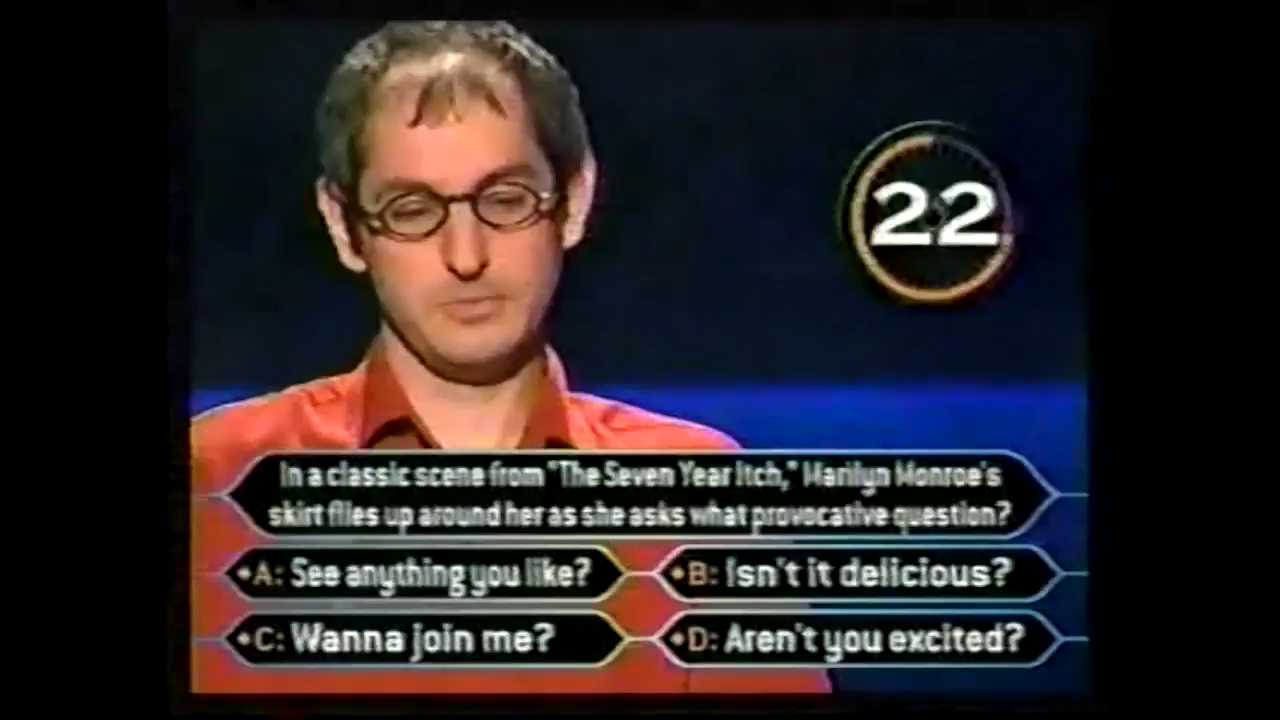 22
In a classic scene from "The Seven Year Itch," Marilyn Monroe's
skirt flies up around her as she asks what provocative question?
A: See anything you like?
B: Isn't it delicious?
C: Wanna join me?
D: Aren't you excited?